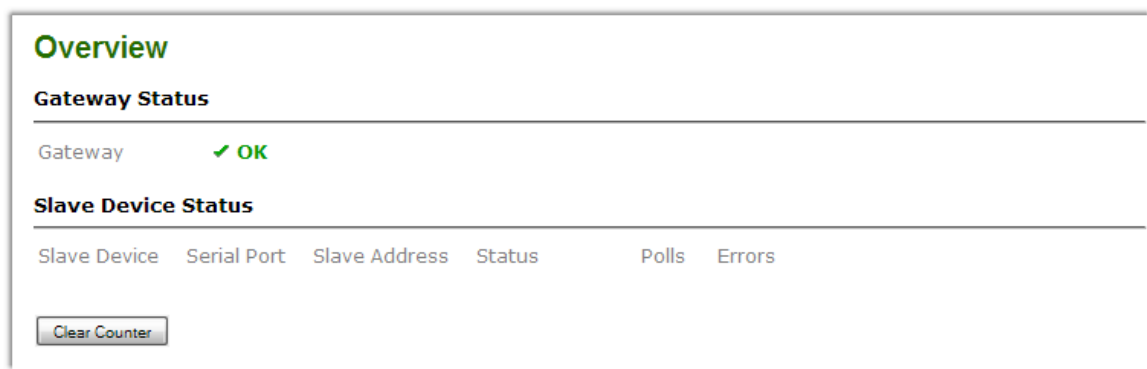 Overview
Gateway Status
Gateway ✔ OK
Slave Device Status
Slave Device Serial Port Slave Address Status Polls Errors
Clear Counter